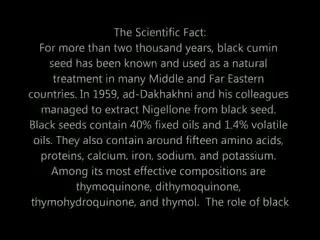 The Scientific Fact:
For more than two thousand years, black cumin
seed has been known and used as a natural
treatment in many Middle and Far Eastern
countries. In 1959, ad-Dakhakhni and his colleagues
managed to extract Nigellone from black seed.
Black seeds contain 40% fixed oils and 1.4% volatile
oils. They also contain around fifteen amino acids,
proteins, calcium, iron, sodium, and potassium.
Among its most effective compositions are
thymoquinone, dithymoquinone,
thymohydroquinone, and thymol. The role of black